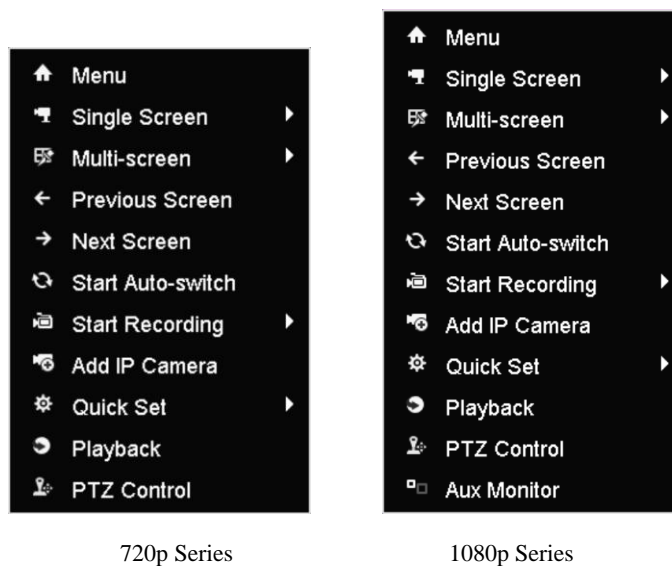 Menu
Single Screen
Multi-screen
Previous Screen
Next Screen
Start Auto-switch
Start Recording
Add IP Camera
Quick Set
Playback
PTZ Control
720p Series
Menu
Single Screen
Multi-screen
Previous Screen
Next Screen
Start Auto-switch
Start Recording
Add IP Camera
Quick Set
Playback
PTZ Control
Aux Monitor
1080p Series